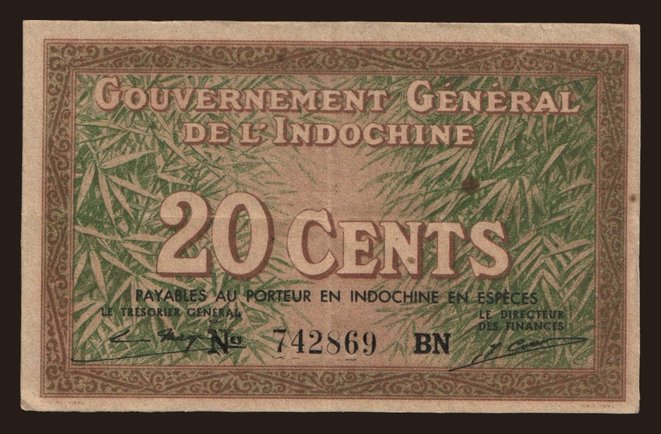 GOUVERNEMENT GÉNÉRAL
DE L'INDOCHINE
20 CENTS
PAYABLES AU PORTEUR EN INDOCHINE EN ESPÈCES
LE TRÉSORIER GÉNÉRAL
LE DIRECTEUR
DES FINANCES
No 742869 BN